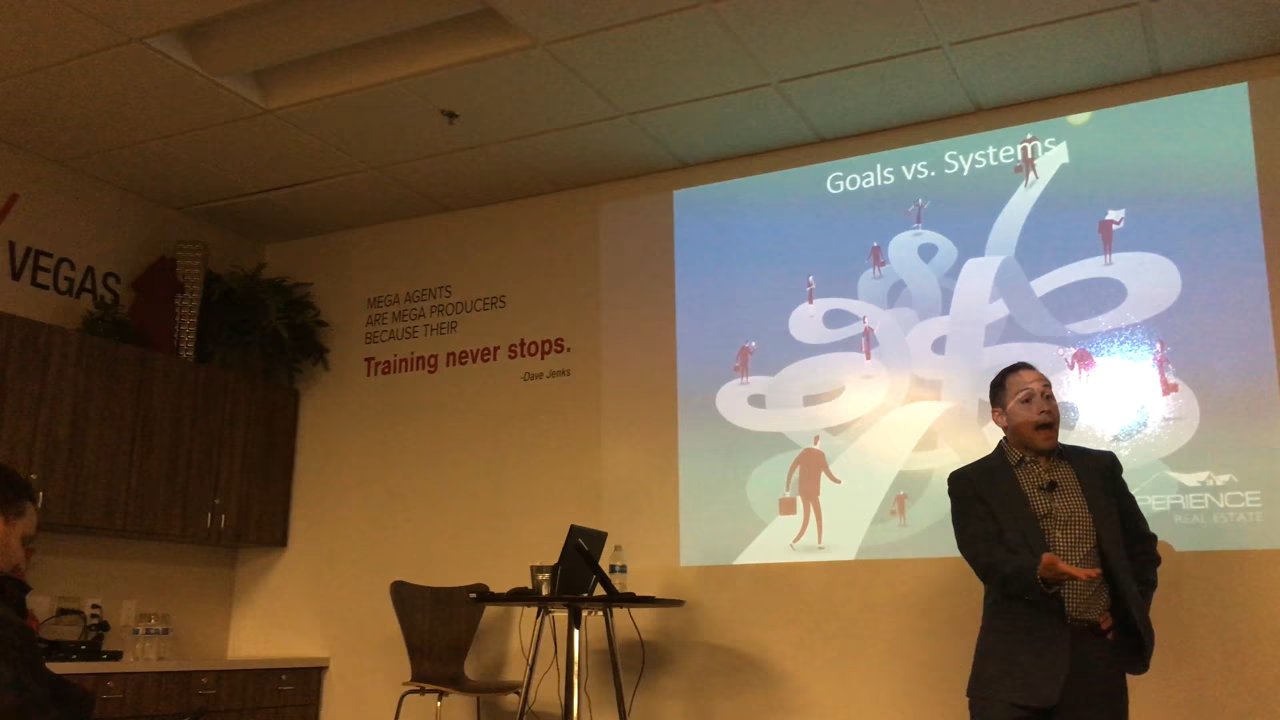 VEGAS
MEGA AGENTS
ARE MEGA PRODUCERS
BECAUSE THEIR
Training never stops.
-Dave Jenks
Goals vs. Systems
PERIENCE
REAL ESTATE